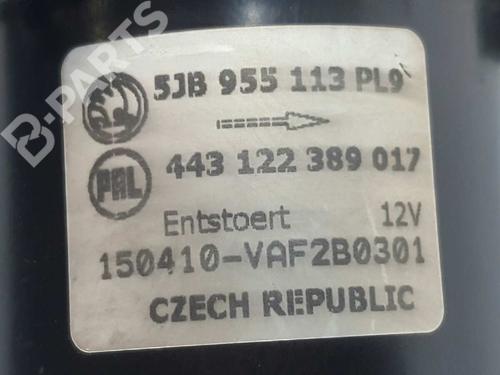 B-PARTS
5JB 955 113 PL9
PAL
443 122 389 017
Entstoert 12V
150410-VAF2B0301
CZECH REPUBLIC